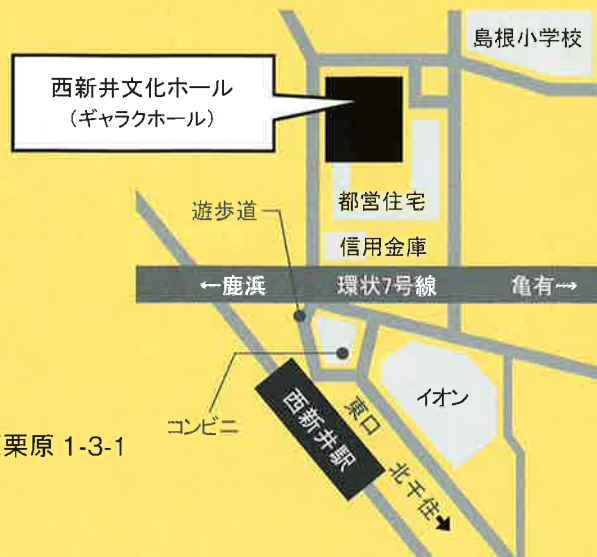 島根小学校
西新井文化ホール
(ギャラクホール)
都営住宅
遊歩道
信用金庫
←鹿浜
環状7号線
亀有→
イオン
東口
西新井駅
コンビニ
北千住
栗原 1-3-1